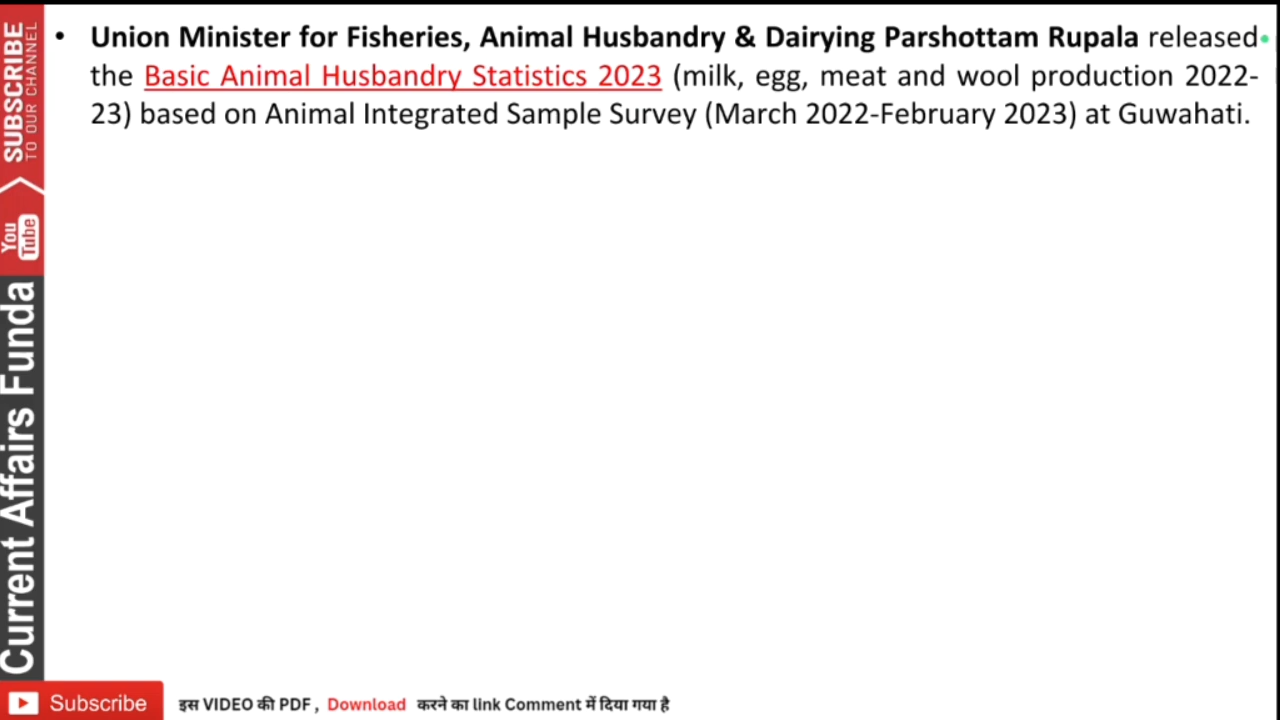 • Union Minister for Fisheries, Animal Husbandry & Dairying Parshottam Rupala released
the Basic Animal Husbandry Statistics 2023 (milk, egg, meat and wool production 2022-
23) based on Animal Integrated Sample Survey (March 2022-February 2023) at Guwahati.
SUBSCRIBE
TO OUR CHANNEL
You
Tube
Current Affairs Funda
Subscribe
इस VIDEO की PDF , Download करने का link Comment में दिया गया है